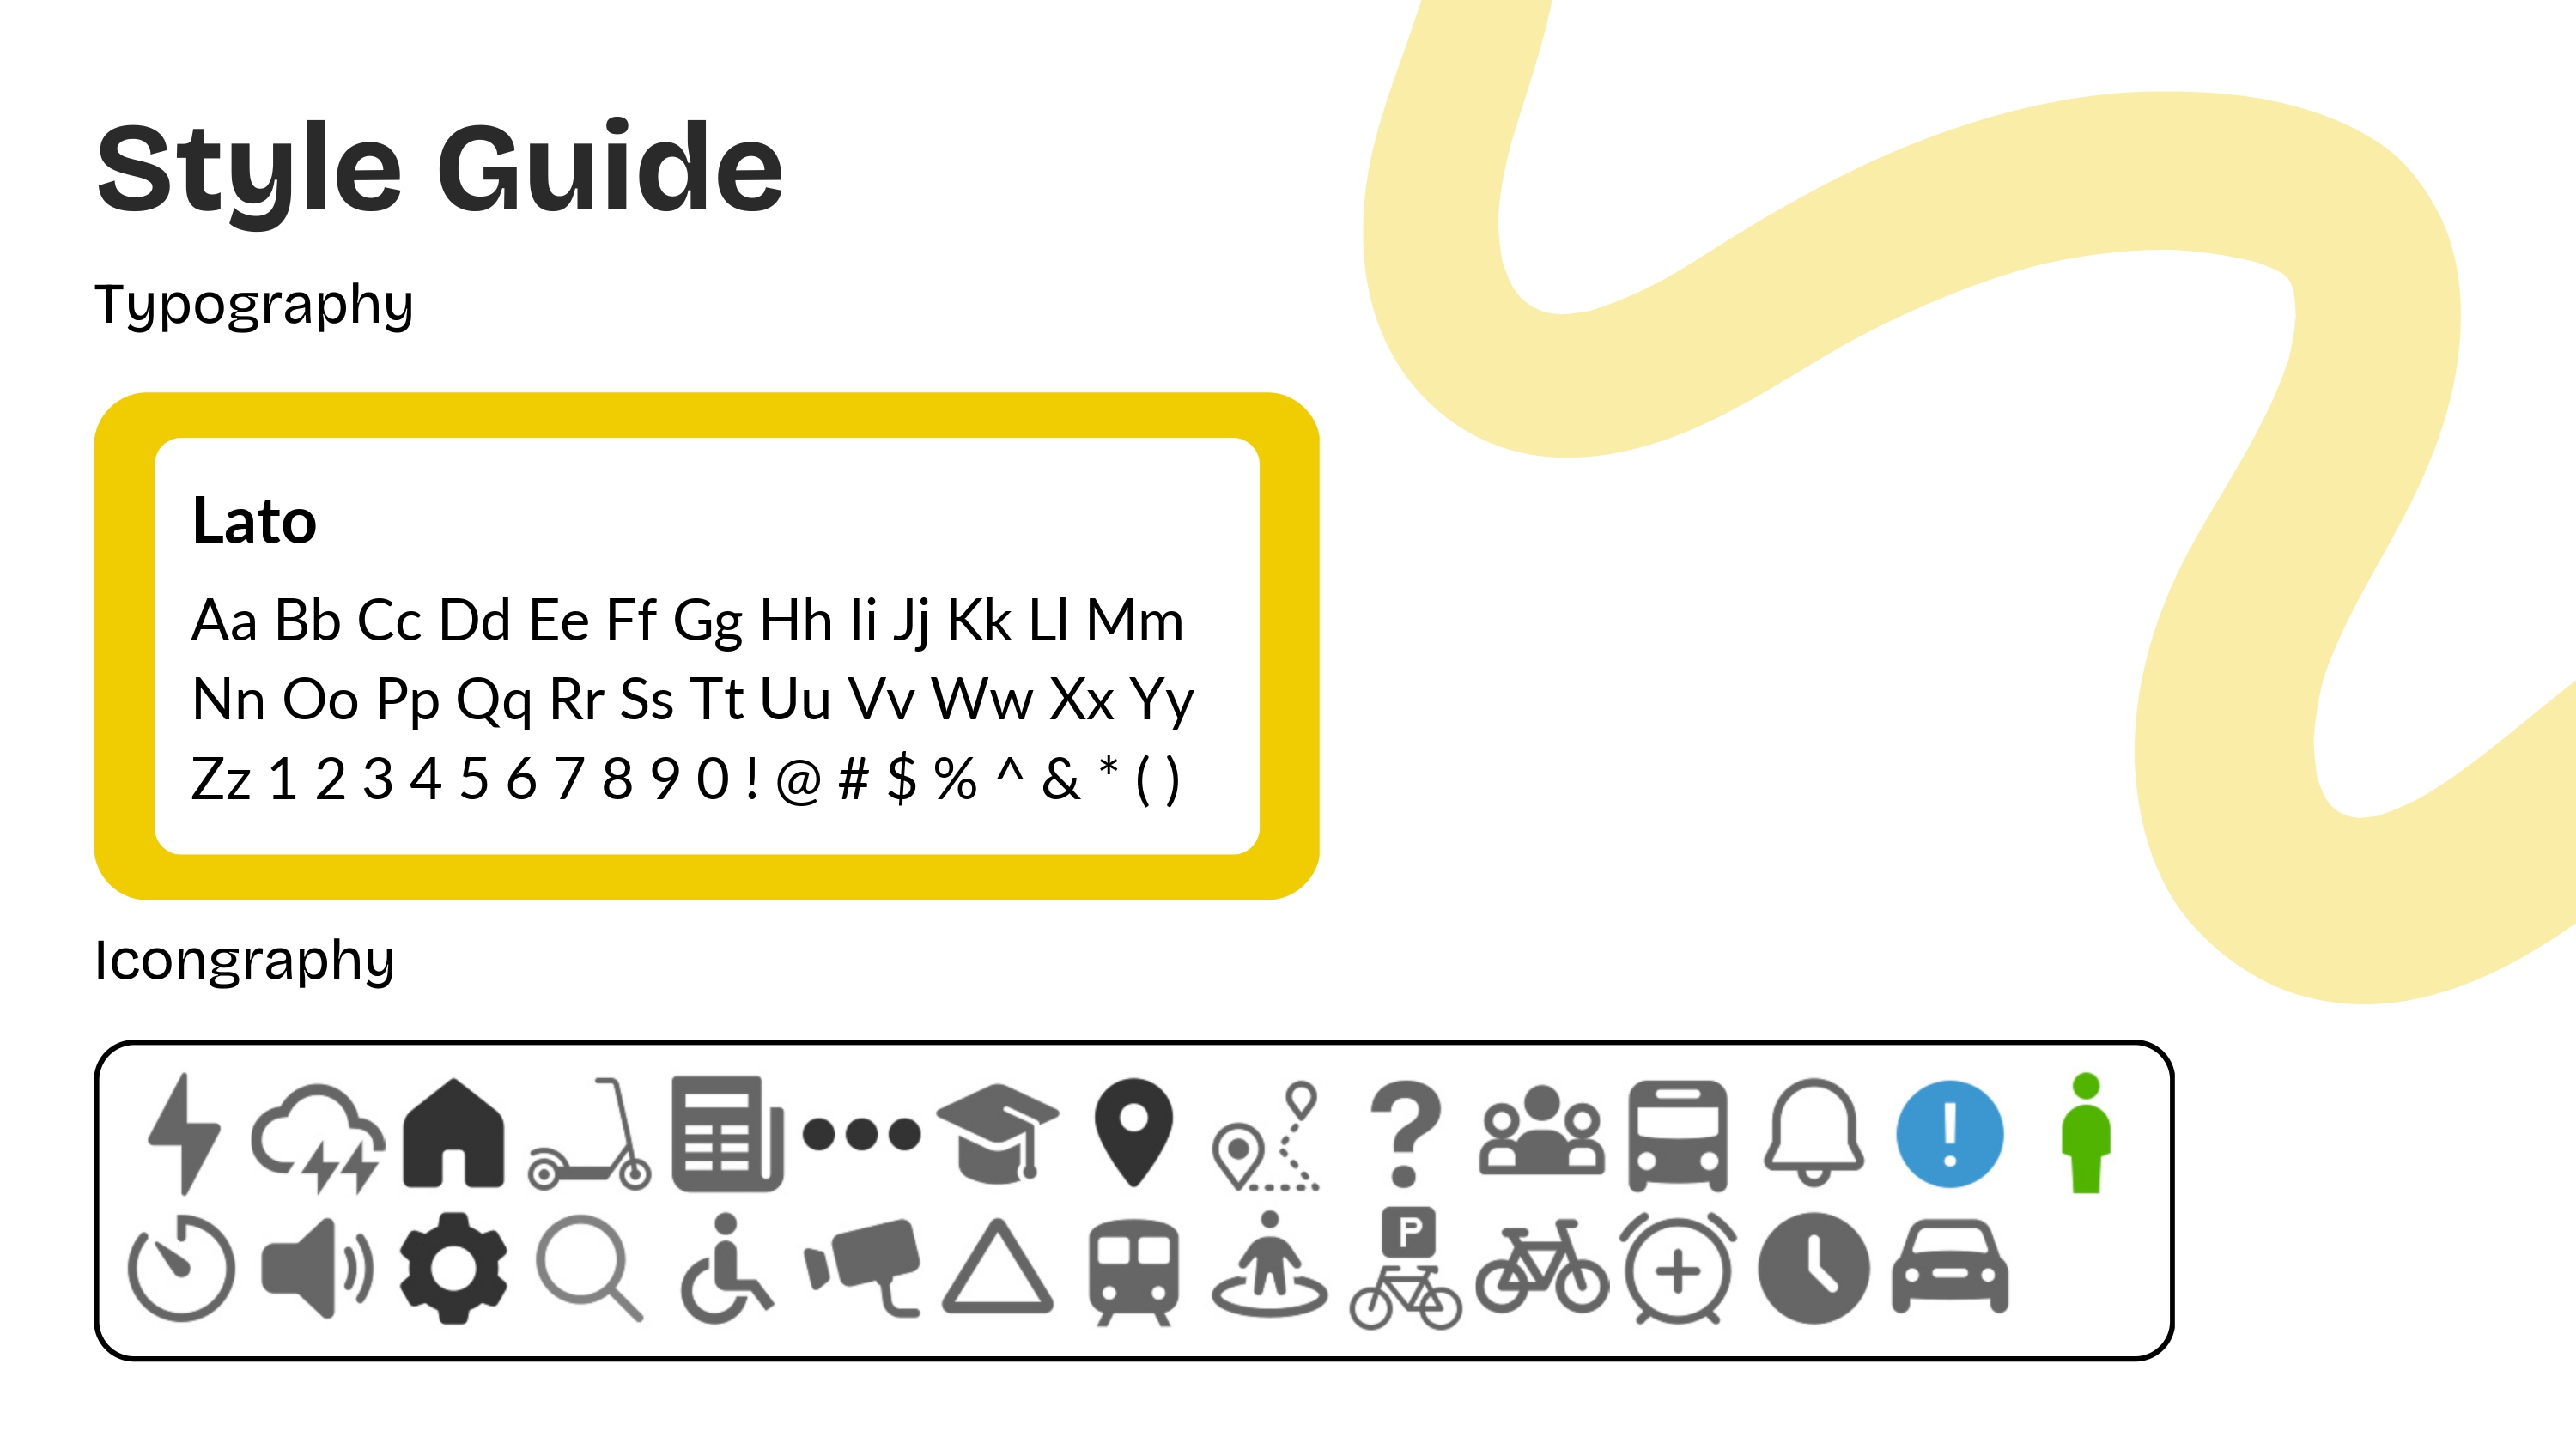 Style Guide
Typography
Lato
Aa Bb Cc Dd Ee Ff Gg Hh Ii Jj Kk Ll Mm
Nn Oo Pp Qq Rr Ss Tt Uu Vv Ww Xx Yy
Zz 1 2 3 4 5 6 7 8 9 0 ! @ # $ % ^ & * ( )
Icongraphy
?
!
P